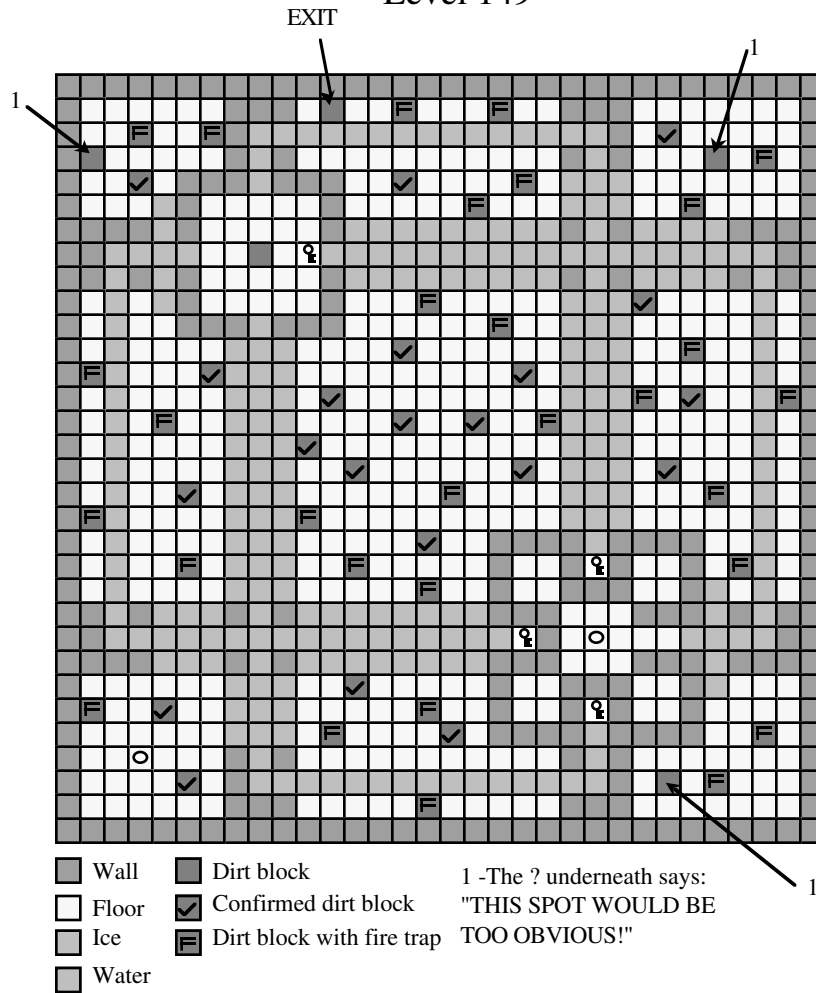 Level 149
EXIT
1
1
Wall
Floor
Ice
Water
Dirt block
Confirmed dirt block
Dirt block with fire trap
1 -The ? underneath says:
"THIS SPOT WOULD BE
TOO OBVIOUS!"
1